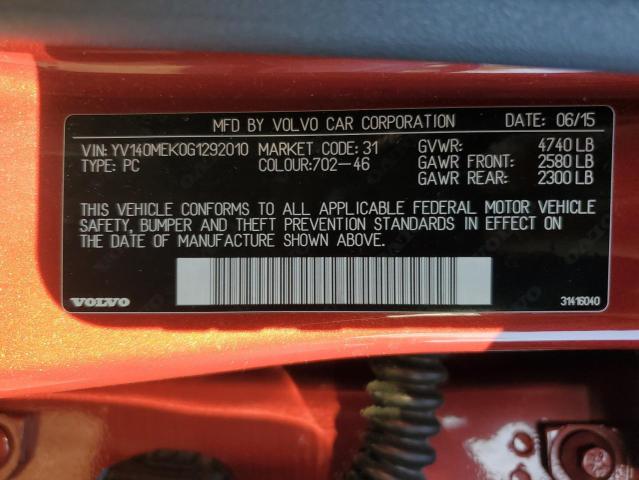 MFD BY VOLVO CAR CORPORATION DATE: 06/15
VIN: YV140MEK0G1292010 MARKET CODE: 31 GVWR: 4740 LB
TYPE: PC COLOUR:702-46 GAWR FRONT: 2580 LB
GAWR REAR: 2300 LB
THIS VEHICLE CONFORMS TO ALL APPLICABLE FEDERAL MOTOR VEHICLE
SAFETY, BUMPER AND THEFT PREVENTION STANDARDS IN EFFECT ON
THE DATE OF MANUFACTURE SHOWN ABOVE.
VOLVO 31416040